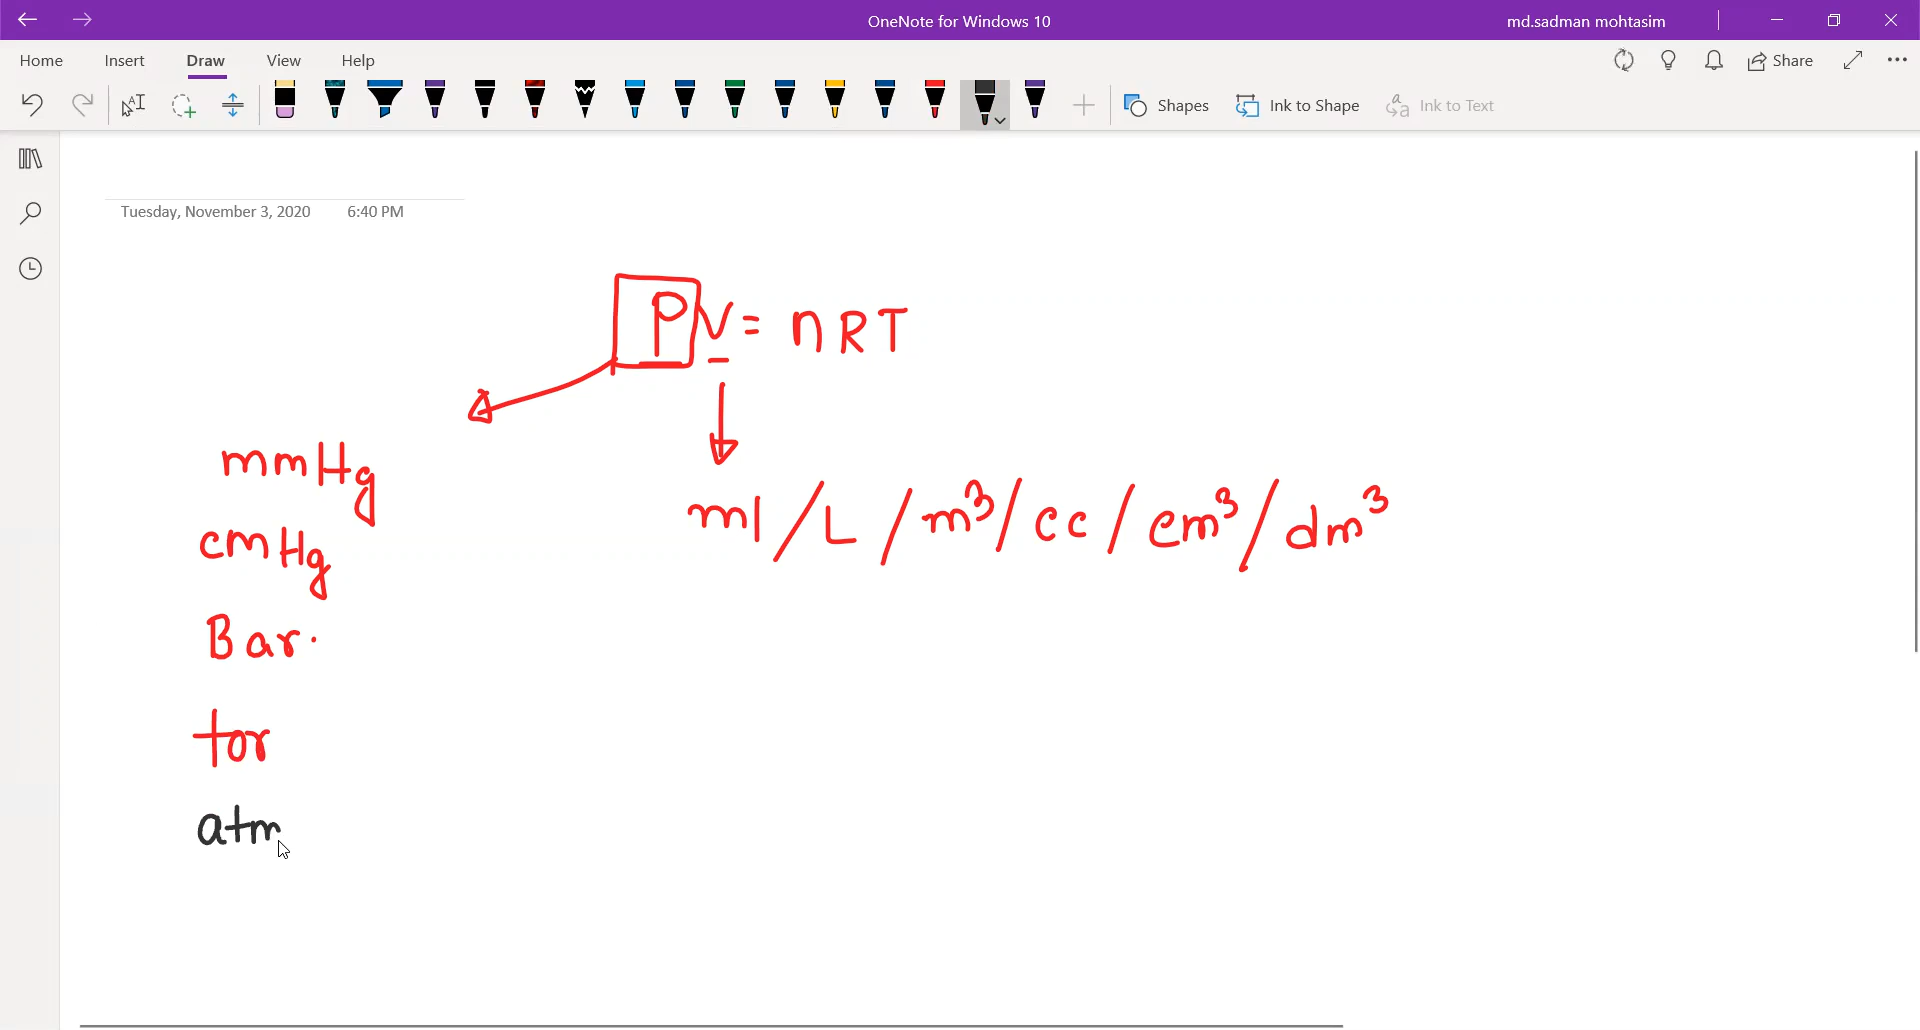 OneNote for Windows 10
md.sadman mohtasim
Home Insert Draw View Help
Share
Shapes Ink to Shape Ink to Text
Tuesday, November 3, 2020 6:40 PM
PV = nRT
mmHg
ml / L / m³ / cc / cm³ / dm³
cmHg
Bar.
tor
atm